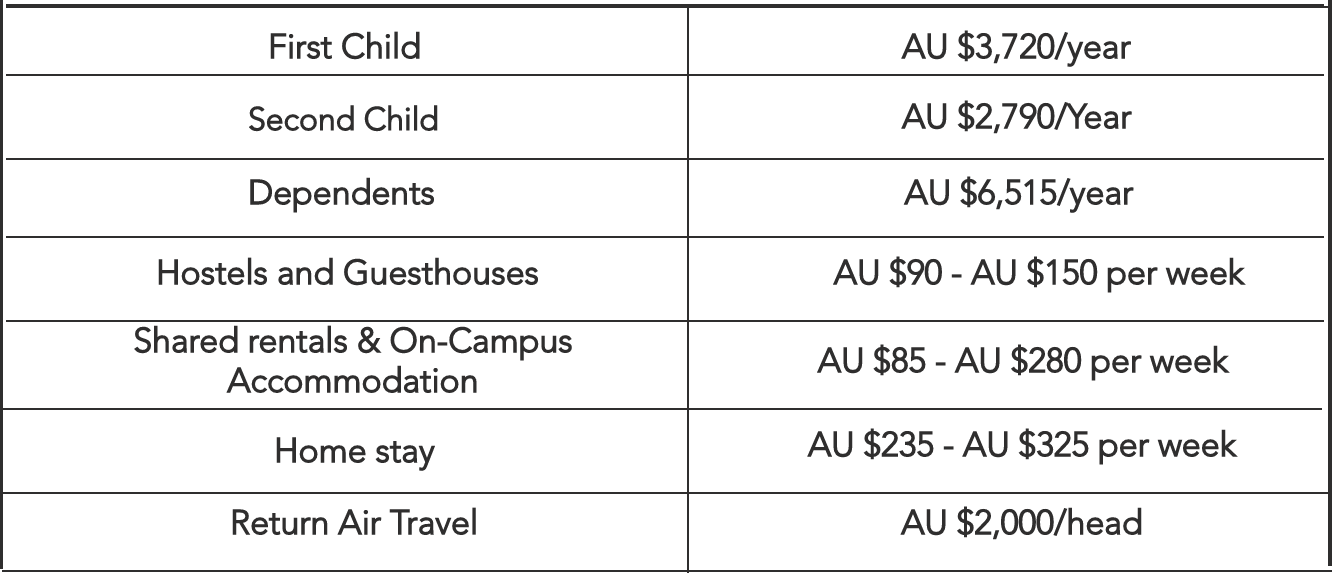 First Child AU $3,720/year
Second Child AU $2,790/Year
Dependents AU $6,515/year
Hostels and Guesthouses AU $90 - AU $150 per week
Shared rentals & On-Campus
Accommodation AU $85 - AU $280 per week
Home stay AU $235 - AU $325 per week
Return Air Travel AU $2,000/head